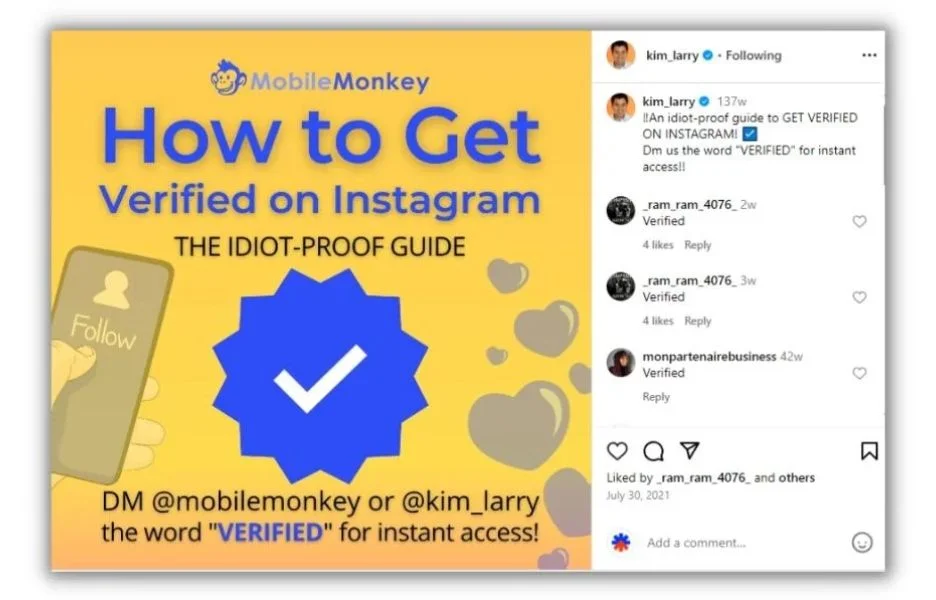 MobileMonkey
How to Get
Verified on Instagram
THE IDIOT-PROOF GUIDE
Follow
DM @mobilemonkey or @kim_larry
the word "VERIFIED" for instant access!
kim_larry • Following
kim_larry 137w
!!An idiot-proof guide to GET VERIFIED
ON INSTAGRAM! ☑️
Dm us the word "VERIFIED" for instant
access!!
_ram_ram_4076_ 2w
Verified
4 likes Reply
_ram_ram_4076_ 3w
Verified
4 likes Reply
monpartenairebusiness 42w
Verified
Reply
Liked by _ram_ram_4076_ and others
July 30, 2021
Add a comment...